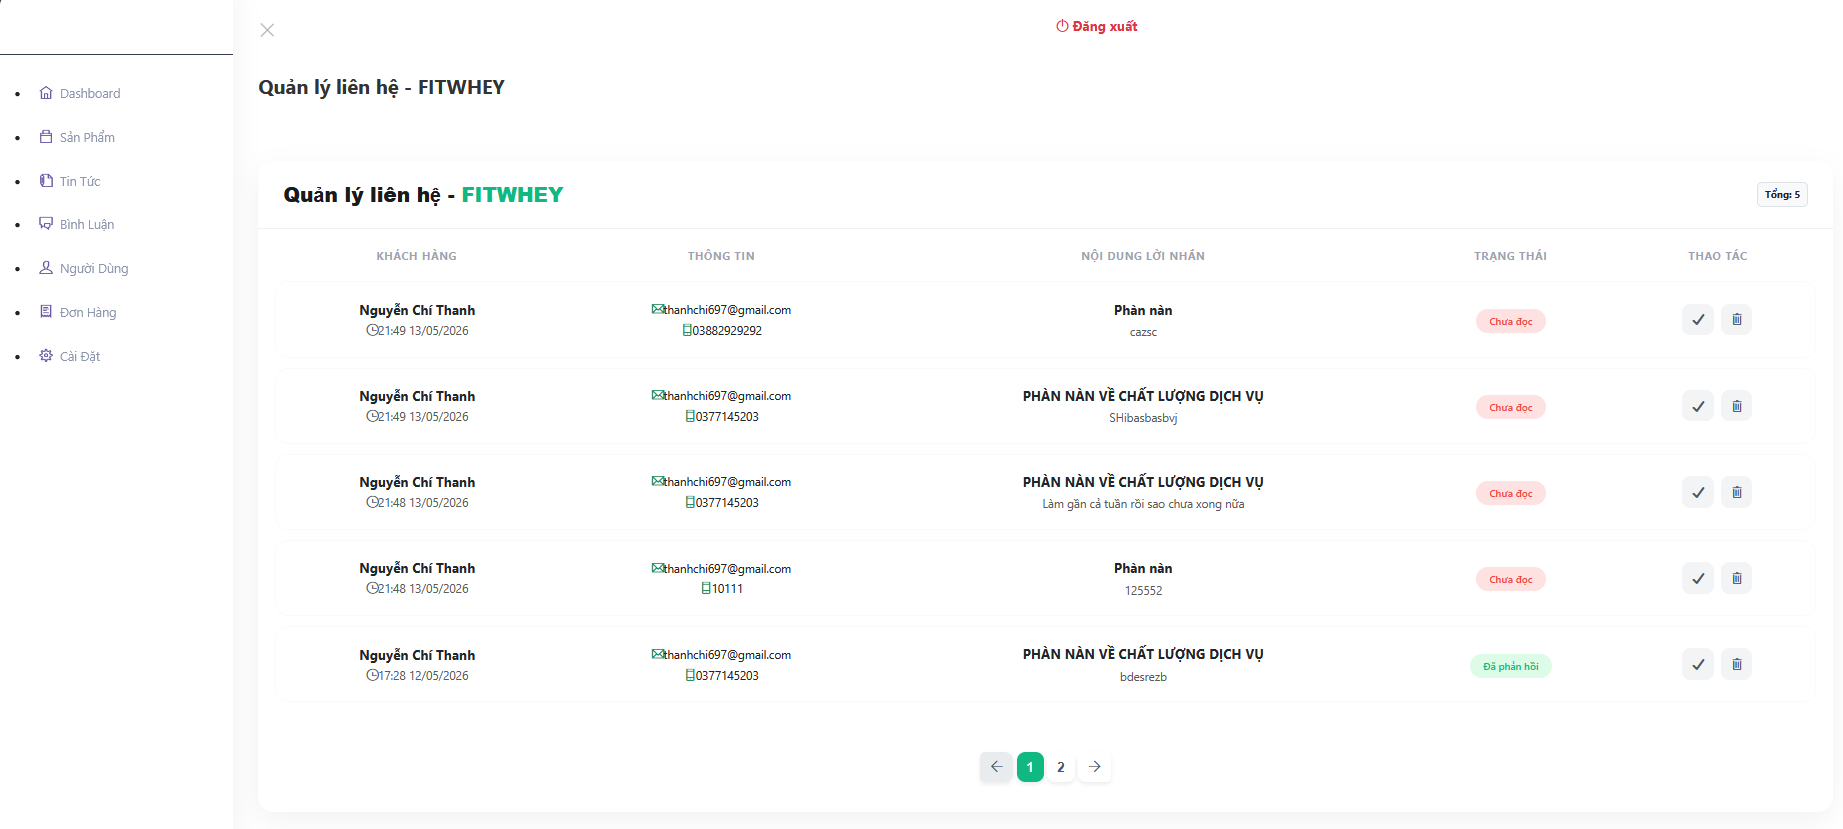 Đăng xuất
Quản lý liên hệ - FITWHEY
Dashboard
Sản Phẩm
Tin Tức
Bình Luận
Người Dùng
Đơn Hàng
Cài Đặt
Quản lý liên hệ - FITWHEY
Tổng: 5
KHÁCH HÀNG THÔNG TIN NỘI DUNG LỜI NHẮN TRẠNG THÁI THAO TÁC
Nguyễn Chí Thanh thanhchi697@gmail.com Phàn nàn
21:49 13/05/2026 03882929292 cazsc Chưa đọc
Nguyễn Chí Thanh thanhchi697@gmail.com PHÀN NÀN VỀ CHẤT LƯỢNG DỊCH VỤ
21:49 13/05/2026 0377145203 SHibasbasbvj Chưa đọc
Nguyễn Chí Thanh thanhchi697@gmail.com PHÀN NÀN VỀ CHẤT LƯỢNG DỊCH VỤ
21:48 13/05/2026 0377145203 Làm gần cả tuần rồi sao chưa xong nữa Chưa đọc
Nguyễn Chí Thanh thanhchi697@gmail.com Phàn nàn
21:48 13/05/2026 10111 125552 Chưa đọc
Nguyễn Chí Thanh thanhchi697@gmail.com PHÀN NÀN VỀ CHẤT LƯỢNG DỊCH VỤ
17:28 12/05/2026 0377145203 bdesrezb Đã phản hồi
1 2